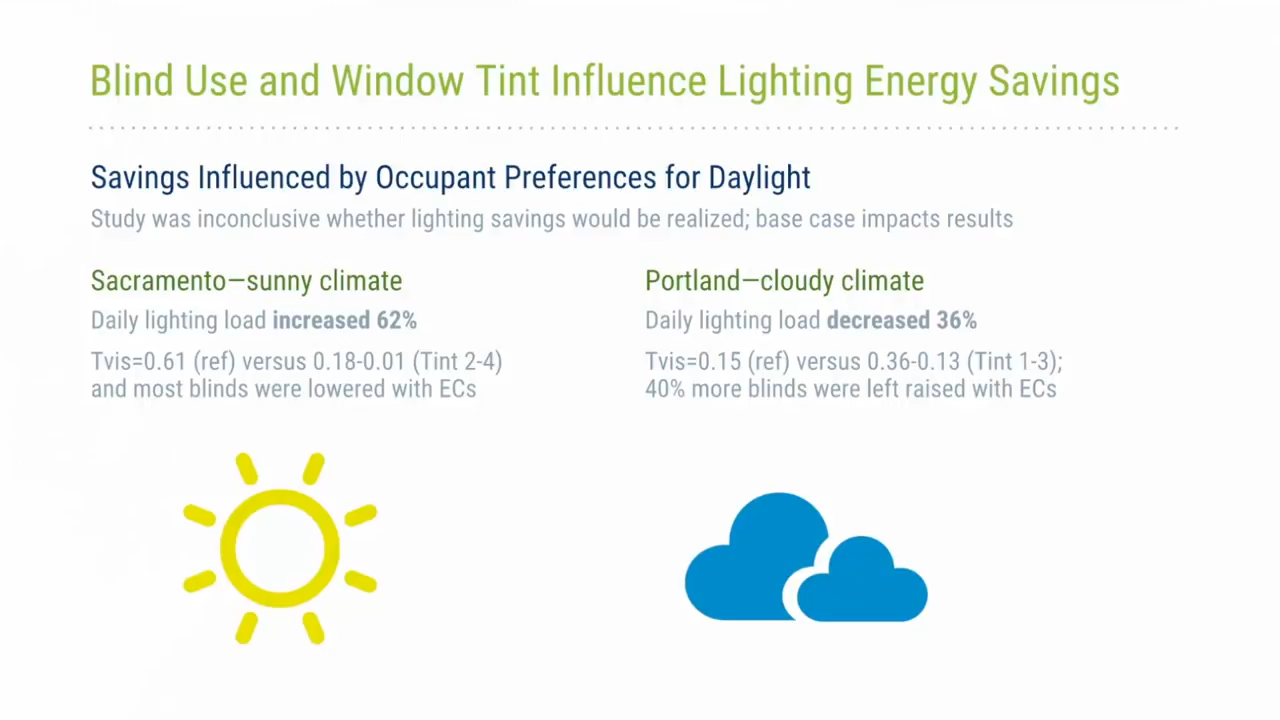 Blind Use and Window Tint Influence Lighting Energy Savings
Savings Influenced by Occupant Preferences for Daylight
Study was inconclusive whether lighting savings would be realized; base case impacts results
Sacramento—sunny climate
Daily lighting load increased 62%
Tvis=0.61 (ref) versus 0.18-0.01 (Tint 2-4)
and most blinds were lowered with ECs
Portland—cloudy climate
Daily lighting load decreased 36%
Tvis=0.15 (ref) versus 0.36-0.13 (Tint 1-3);
40% more blinds were left raised with ECs